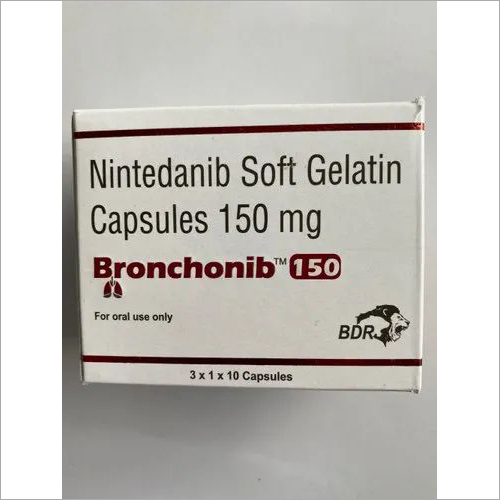 Nintedanib Soft Gelatin
Capsules 150 mg
Bronchonib™ 150
For oral use only
BDR
3 x 1 x 10 Capsules